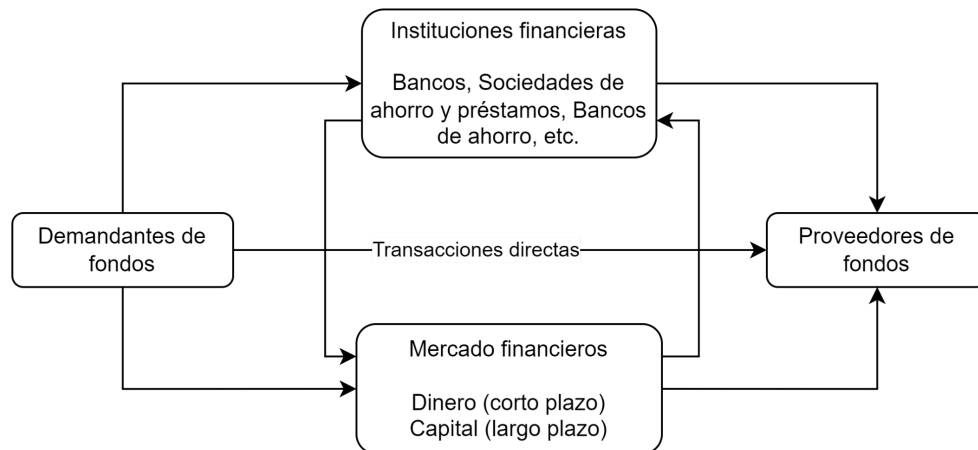 Instituciones financieras
Bancos, Sociedades de
ahorro y préstamos, Bancos
de ahorro, etc.
Demandantes de
fondos
Transacciones directas
Proveedores de
fondos
Mercado financieros
Dinero (corto plazo)
Capital (largo plazo)